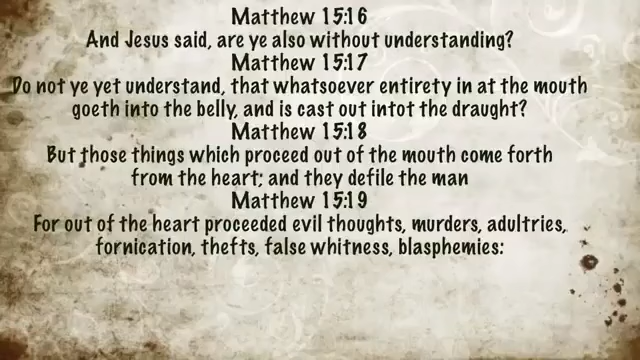 Matthew 15:16
And Jesus said, are ye also without understanding?
Matthew 15:17
Do not ye yet understand, that whatsoever entirety in at the mouth
goeth into the belly, and is cast out intot the draught?
Matthew 15:18
But those things which proceed out of the mouth come forth
from the heart; and they defile the man
Matthew 15:19
For out of the heart proceeded evil thoughts, murders, adultries,
fornication, thefts, false whitness, blasphemies: